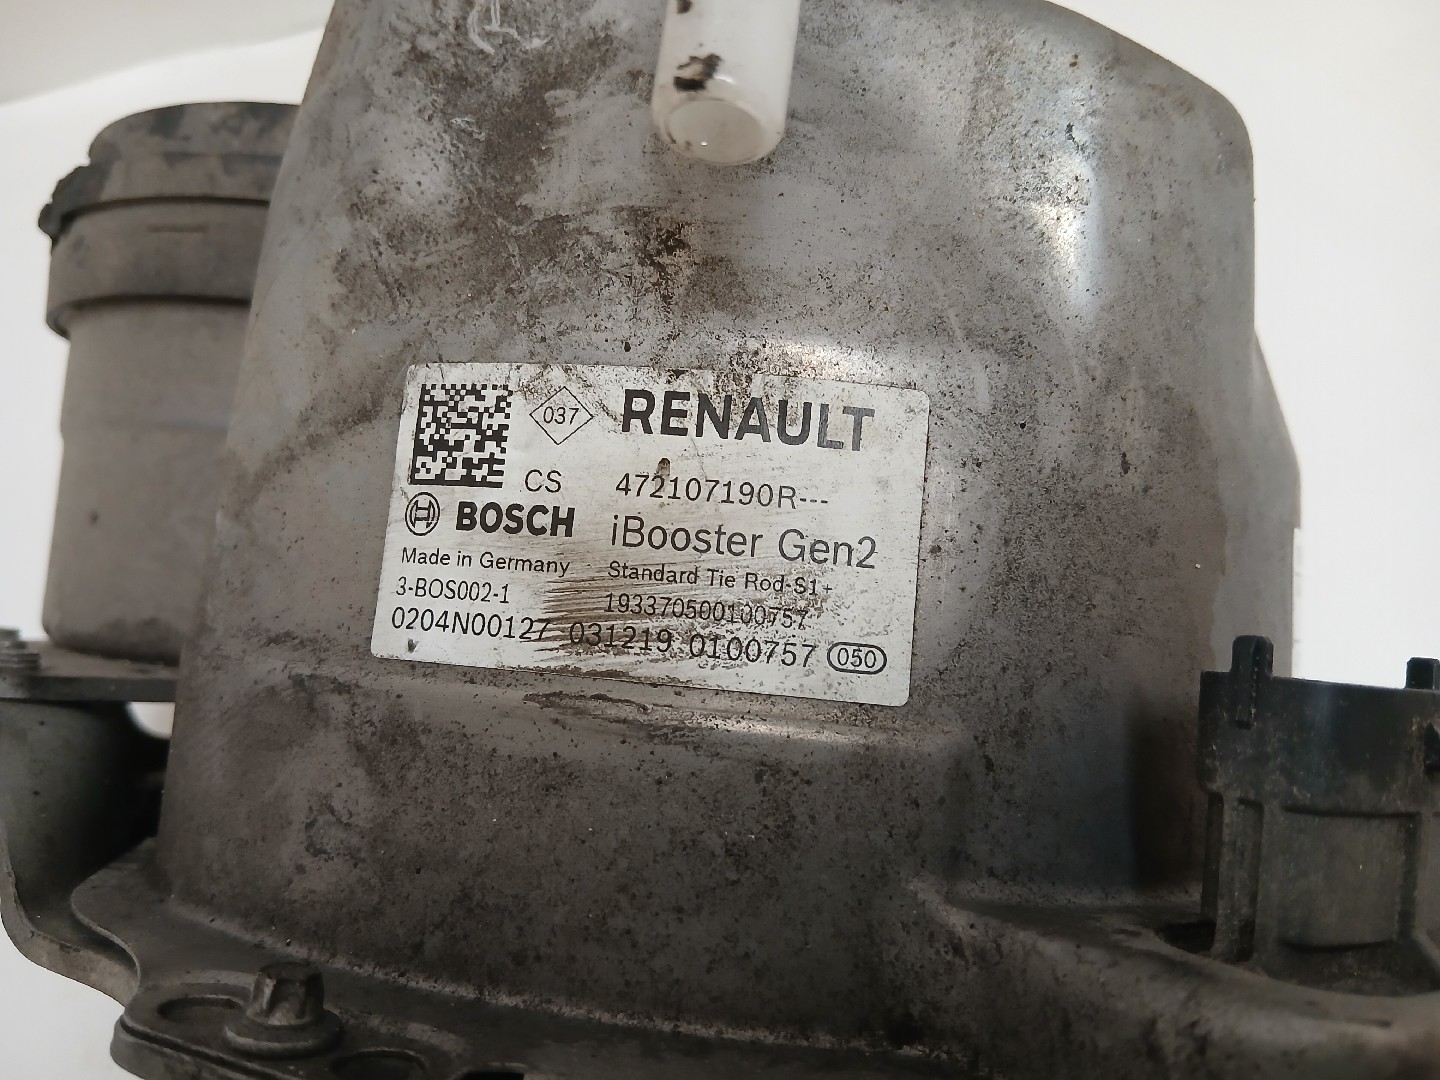 037 RENAULT
CS 472107190R---
BOSCH iBooster Gen2
Made in Germany Standard Tie Rod-S1+
3-BOS002-1 193370500100757
0204N00127 031219 0100757 050